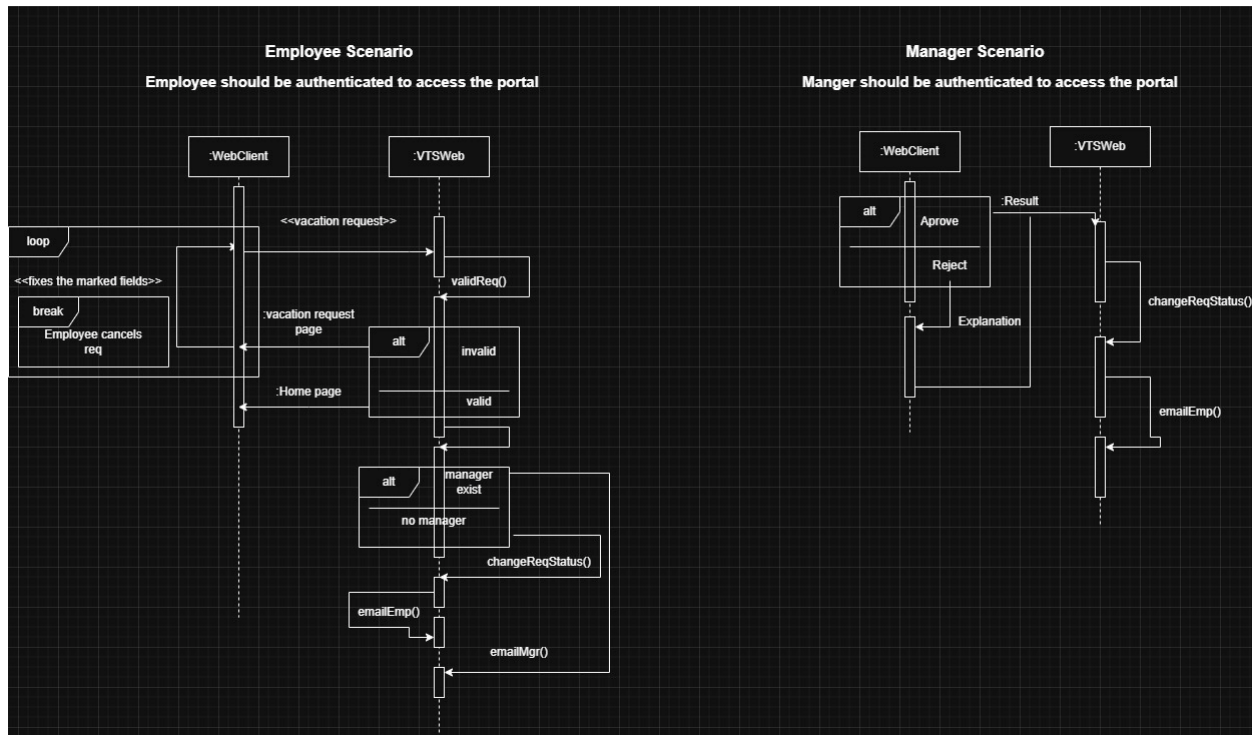 Employee Scenario
Employee should be authenticated to access the portal
:WebClient
:VTSWeb
<<vacation request>>
loop
validReq()
<<fixes the marked fields>>
break
Employee cancels
req
:vacation request
page
alt
invalid
:Home page
valid
alt
manager
exist
no manager
changeReqStatus()
emailEmp()
emailMgr()
Manager Scenario
Manger should be authenticated to access the portal
:WebClient
:VTSWeb
alt
Aprove
:Result
Reject
changeReqStatus()
Explanation
emailEmp()